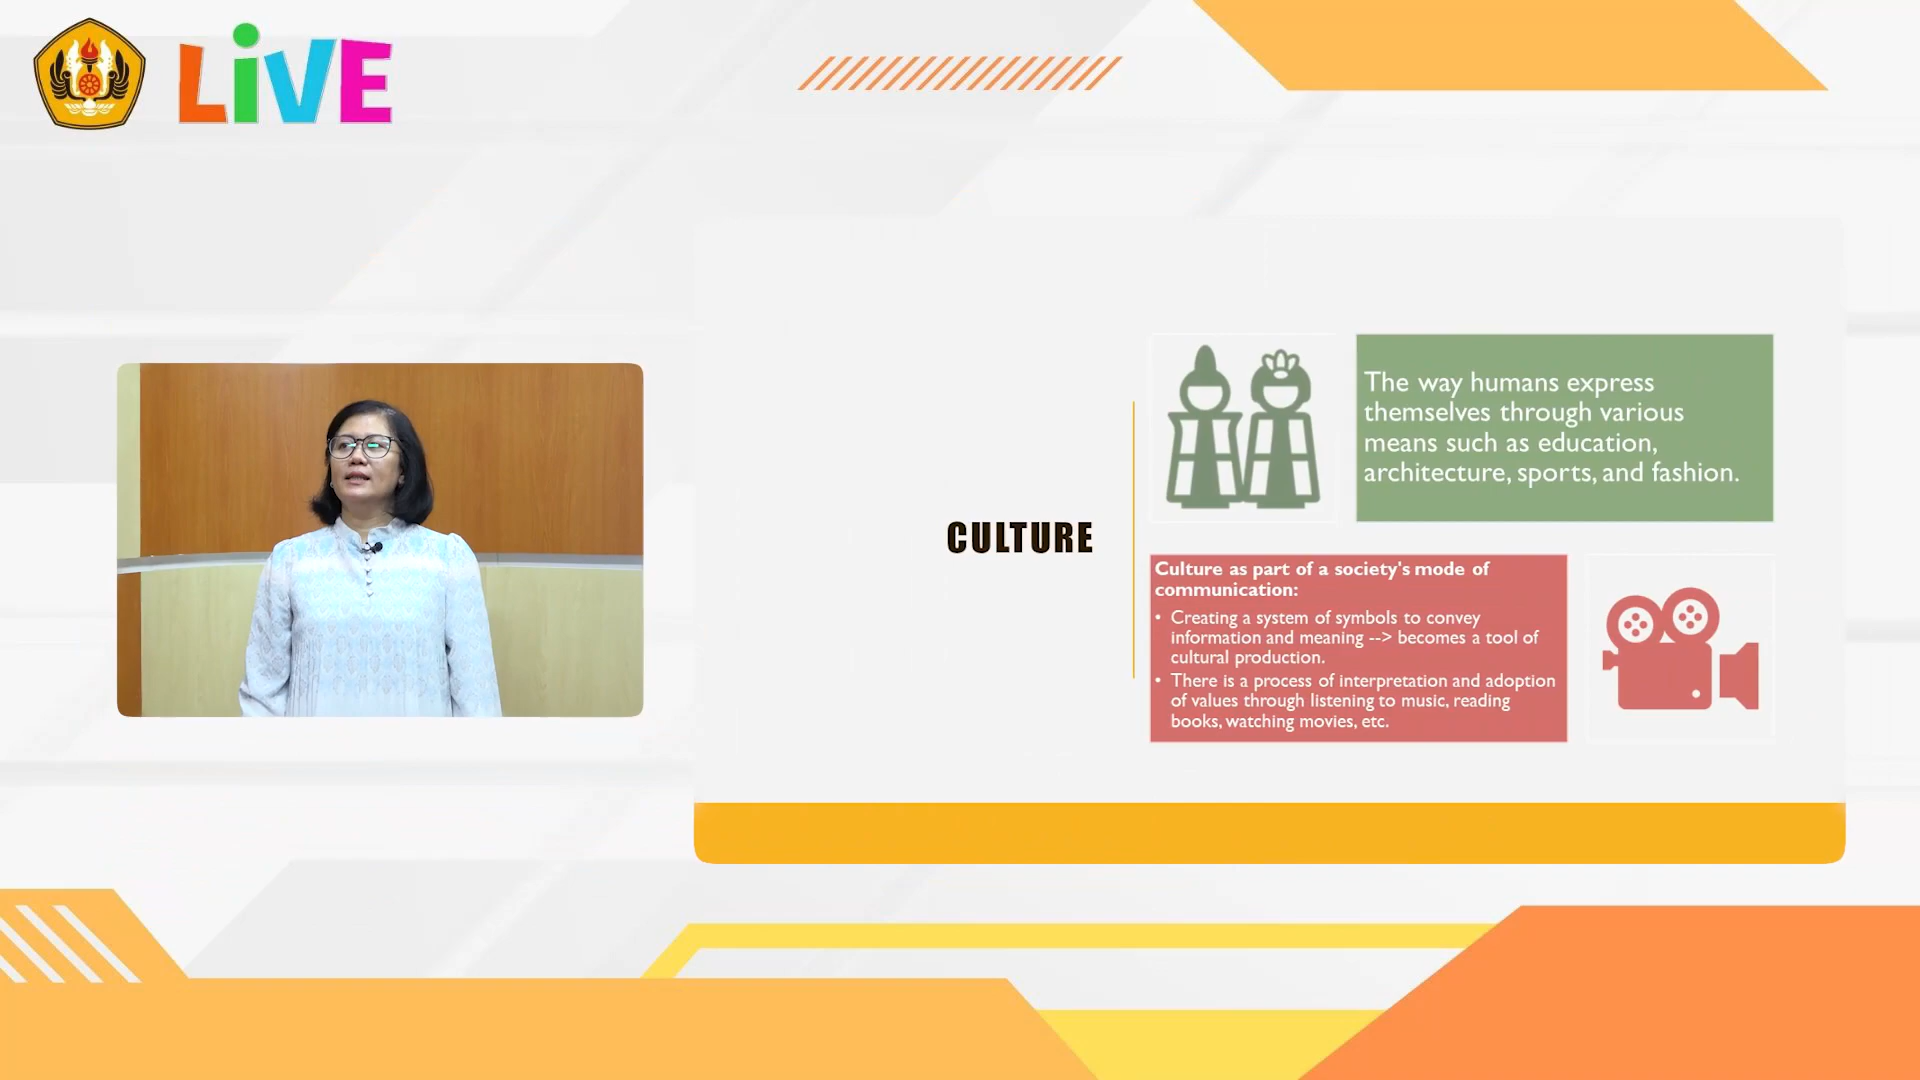 LiVE
CULTURE
The way humans express
themselves through various
means such as education,
architecture, sports, and fashion.
Culture as part of a society's mode of
communication:
• Creating a system of symbols to convey
information and meaning --> becomes a tool of
cultural production.
• There is a process of interpretation and adoption
of values through listening to music, reading
books, watching movies, etc.